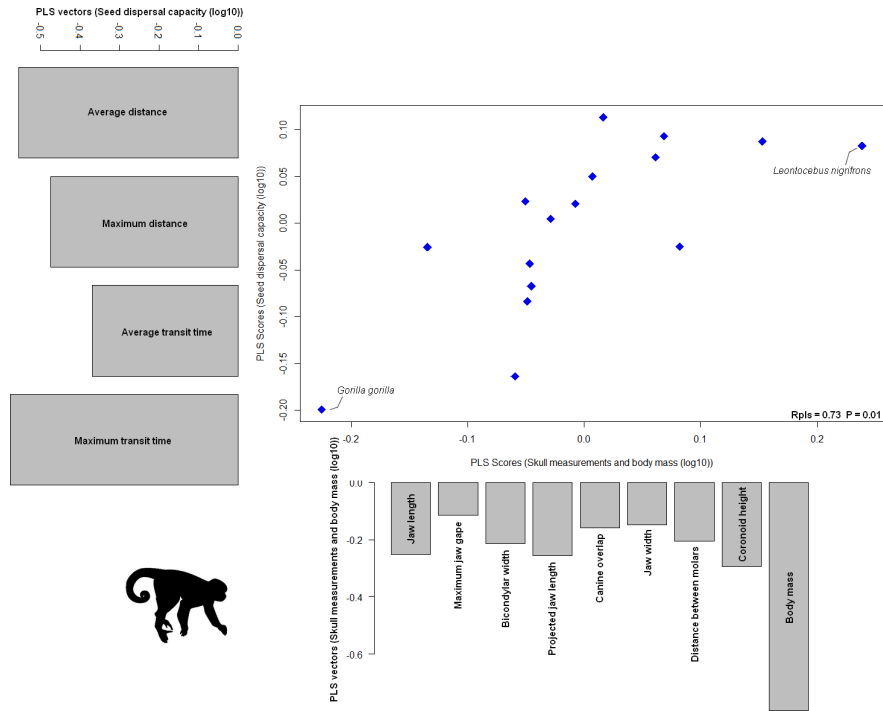 PLS vectors (Seed dispersal capacity (log10))
-0.5 -0.4 -0.3 -0.2 -0.1 0.0
Average distance
Maximum distance
Average transit time
Maximum transit time
PLS Scores (Seed dispersal capacity (log10))
0.10
0.05
0.00
-0.05
-0.10
-0.15
-0.20
Leontocebus nigrifrons
Gorilla gorilla
Rpls = 0.73 P = 0.01
-0.2 -0.1 0.0 0.1 0.2
PLS Scores (Skull measurements and body mass (log10))
PLS vectors (Skull measurements and body mass (log10))
0.0
-0.2
-0.4
-0.6
Jaw length
Maximum jaw gape
Bicondylar width
Projected jaw length
Canine overlap
Jaw width
Distance between molars
Coronoid height
Body mass